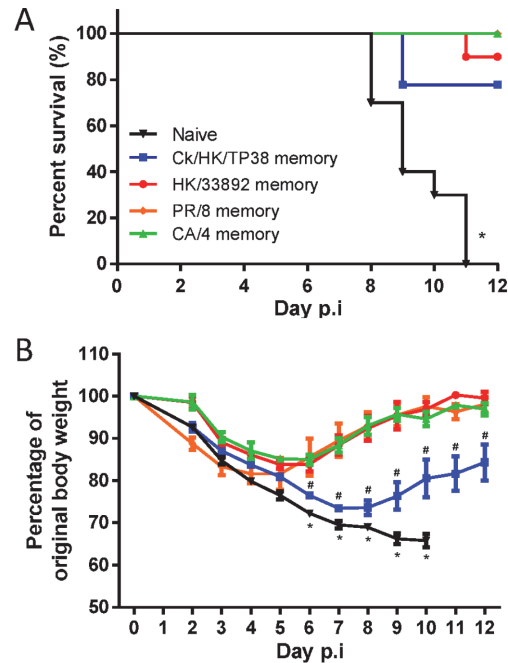 A
Percent survival (%)
100
80
60
40
20
0
Naive
Ck/HK/TP38 memory
HK/33892 memory
PR/8 memory
CA/4 memory
*
0 2 4 6 8 10 12
Day p.i
B
Percentage of
original body weight
110
100
90
80
70
60
50
# # # # # # #
* * * * *
0 1 2 3 4 5 6 7 8 9 10 11 12
Day p.i